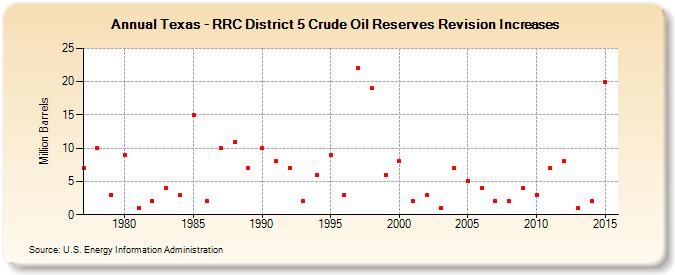 Annual Texas - RRC District 5 Crude Oil Reserves Revision Increases
Million Barrels
25
20
15
10
5
0
1980 1985 1990 1995 2000 2005 2010 2015
Source: U.S. Energy Information Administration